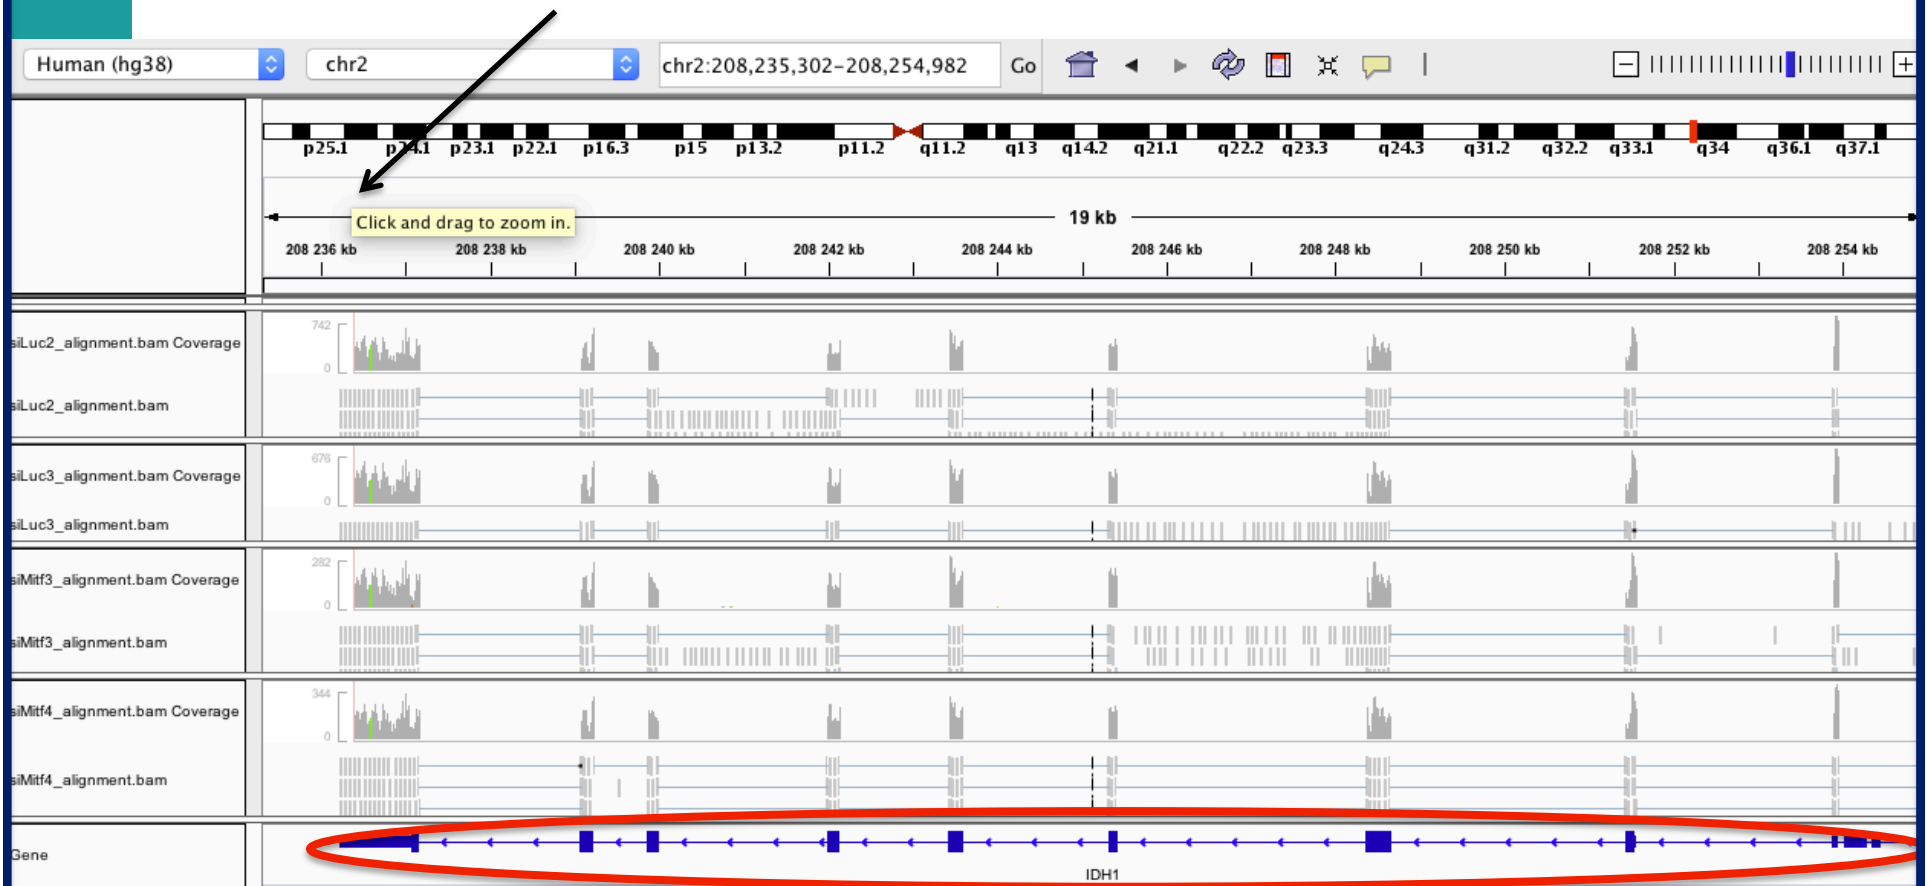 Human (hg38) chr2 chr2:208,235,302-208,254,982 Go
p25.1 p24.1 p23.1 p22.1 p16.3 p15 p13.2 p11.2 q11.2 q13 q14.2 q21.1 q22.2 q23.3 q24.3 q31.2 q32.2 q33.1 q34 q36.1 q37.1
19 kb
Click and drag to zoom in.
208 236 kb 208 238 kb 208 240 kb 208 242 kb 208 244 kb 208 246 kb 208 248 kb 208 250 kb 208 252 kb 208 254 kb
742
siLuc2_alignment.bam Coverage
0
siLuc2_alignment.bam
676
siLuc3_alignment.bam Coverage
0
siLuc3_alignment.bam
282
siMitf3_alignment.bam Coverage
0
siMitf3_alignment.bam
344
siMitf4_alignment.bam Coverage
0
siMitf4_alignment.bam
Gene
IDH1